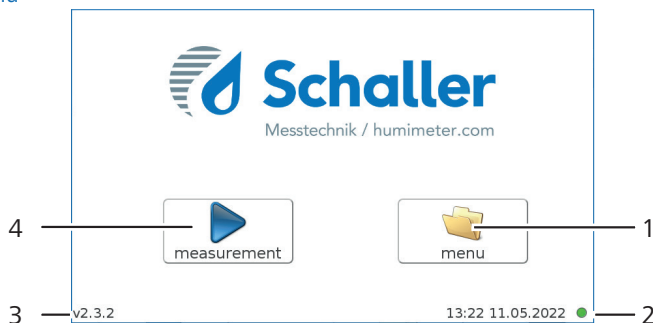 Schaller
Messtechnik / humimeter.com
4
measurement
menu
1
3
v2.3.2
13:22 11.05.2022
2